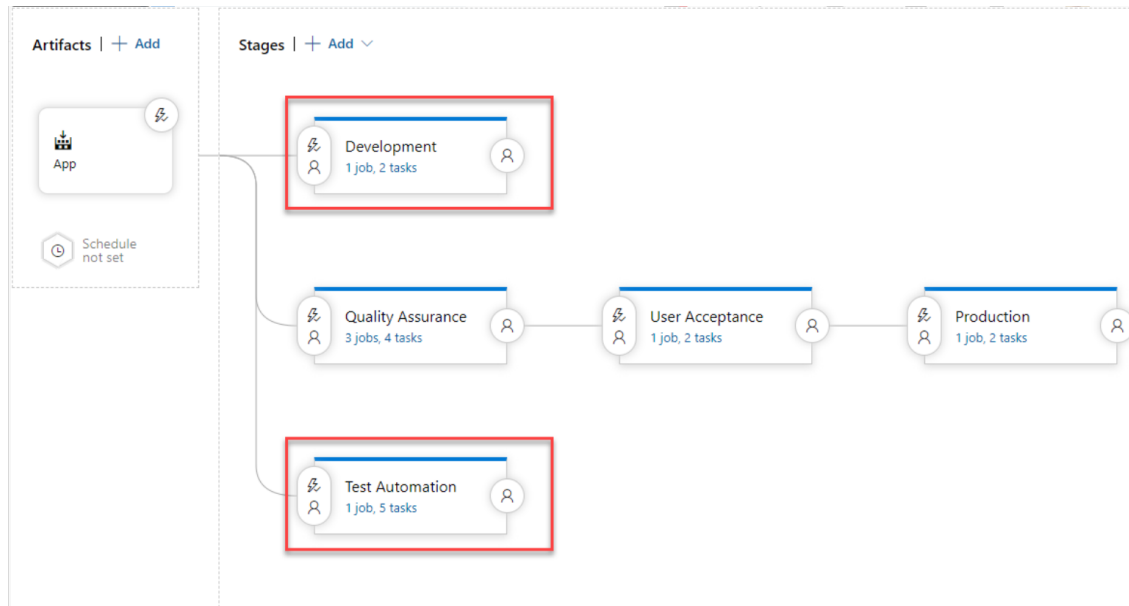 Artifacts | + Add
Stages | + Add
App
Schedule
not set
Development
1 job, 2 tasks
Quality Assurance
3 jobs, 4 tasks
User Acceptance
1 job, 2 tasks
Production
1 job, 2 tasks
Test Automation
1 job, 5 tasks